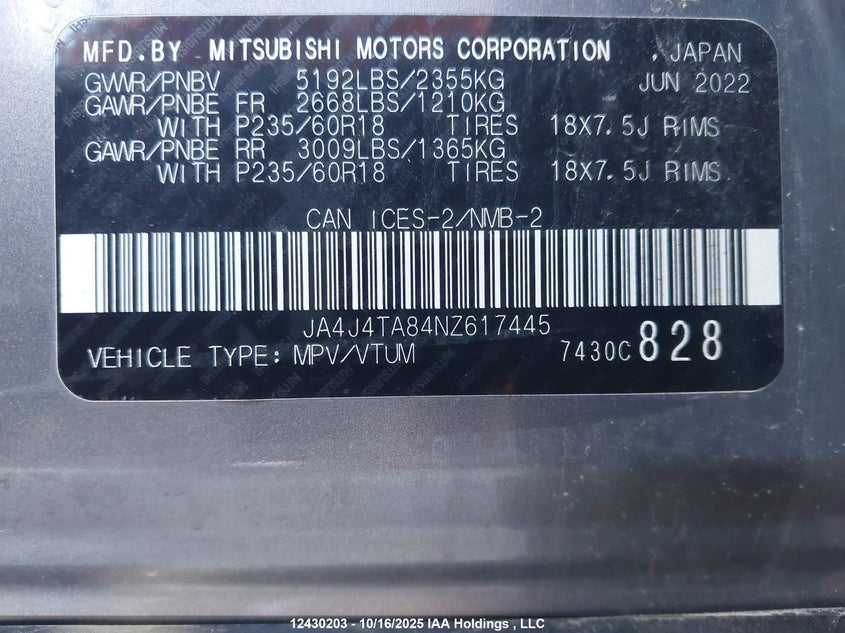 MFD.BY MITSUBISHI MOTORS CORPORATION , JAPAN
GVWR/PNBV 5192LBS/2355KG JUN 2022
GAWR/PNBE FR 2668LBS/1210KG
WITH P235/60R18 TIRES 18X7.5J RIMS
GAWR/PNBE RR 3009LBS/1365KG
WITH P235/60R18 TIRES 18X7.5J RIMS
CAN ICES-2/NMB-2
JA4J4TA84NZ617445
VEHICLE TYPE: MPV/VTUM 7430C 828
12430203 - 10/16/2025 IAA Holdings , LLC